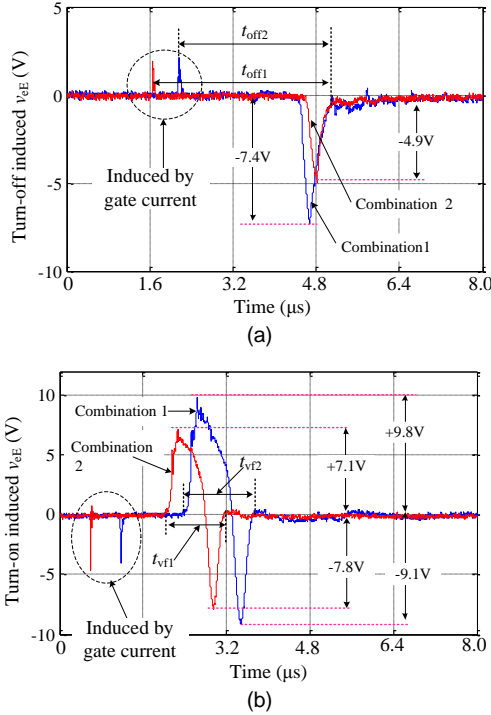 5
t_off2
t_off1
0
Turn-off induced v_eE (V)
-7.4V
-4.9V
Induced by
gate current
-5
Combination 2
Combination1
-10
0 1.6 3.2 4.8 6.4 8.0
Time (μs)
(a)
10
Combination 1
Combination
2
+9.8V
5
+7.1V
t_vf2
Turn-on induced v_eE (V)
0
t_vf1
-7.8V
-9.1V
-5
Induced by
gate current
-10
0 1.6 3.2 4.8 6.4 8.0
Time (μs)
(b)